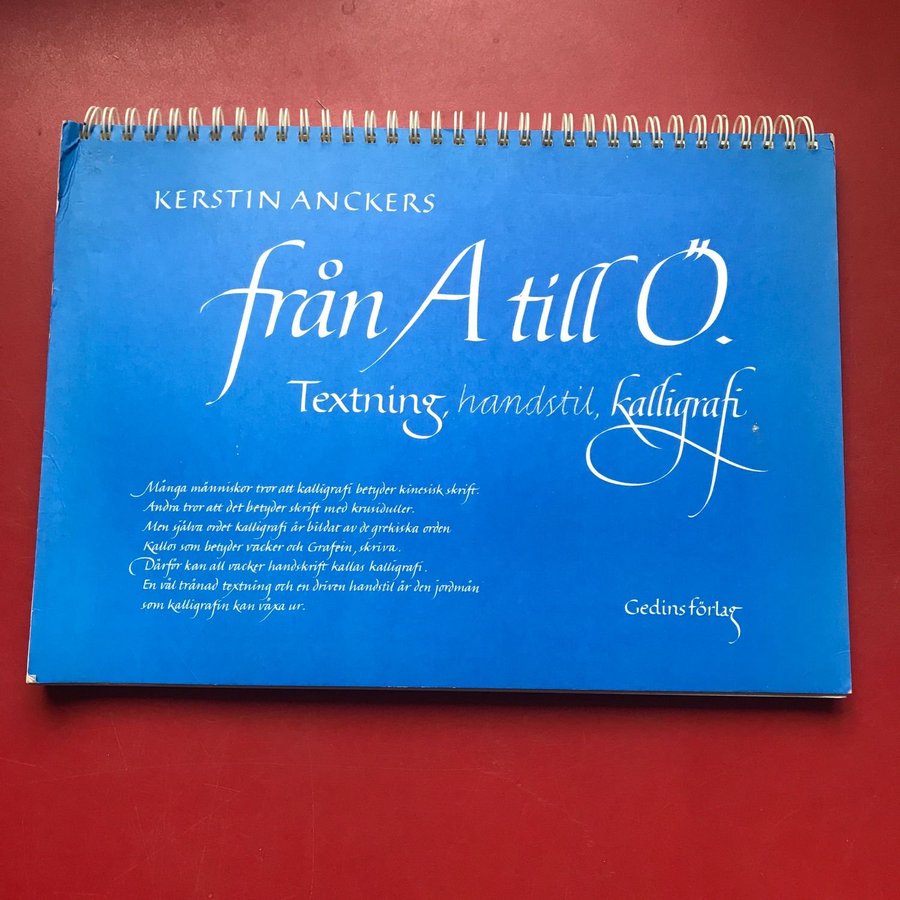 KERSTIN ANCKERS
från A till Ö.
Textning, handstil, kalligrafi
Många människor tror att kalligrafi betyder kinesisk skrift.
Andra tror att det betyder skrift med krusiduller.
Men själva ordet kalligrafi är bildat av de grekiska orden
Kallos som betyder vacker och Grafein, skriva.
Därför kan all vacker handskrift kallas kalligrafi.
En väl tränad textning och en driven handstil är den jordmån
som kalligrafin kan växa ur.
Gedins förlag